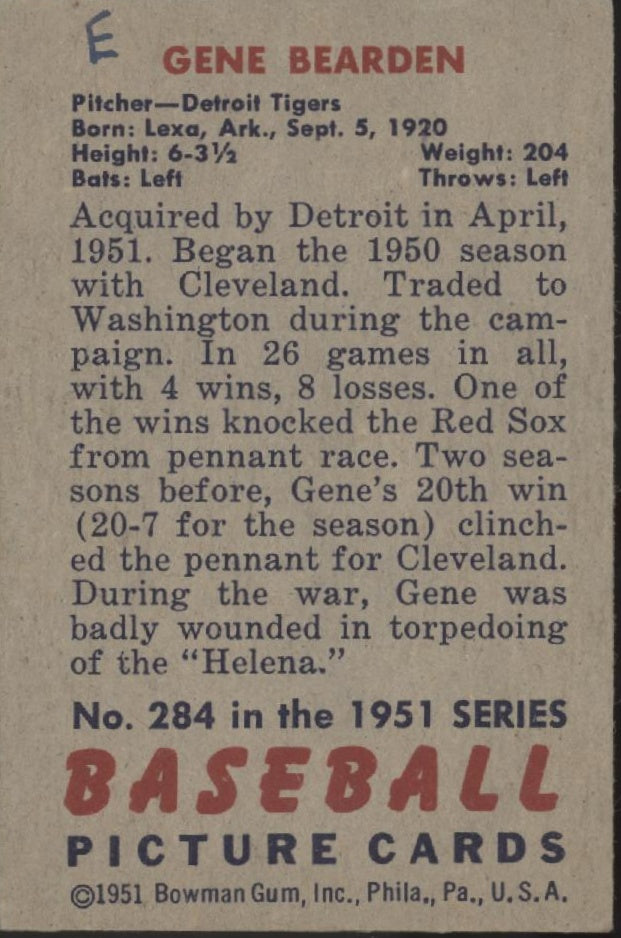 E
GENE BEARDEN
Pitcher—Detroit Tigers
Born: Lexa, Ark., Sept. 5, 1920
Height: 6-3½ Weight: 204
Bats: Left Throws: Left
Acquired by Detroit in April,
1951. Began the 1950 season
with Cleveland. Traded to
Washington during the cam-
paign. In 26 games in all,
with 4 wins, 8 losses. One of
the wins knocked the Red Sox
from pennant race. Two sea-
sons before, Gene's 20th win
(20-7 for the season) clinch-
ed the pennant for Cleveland.
During the war, Gene was
badly wounded in torpedoing
of the "Helena."
No. 284 in the 1951 SERIES
BASEBALL
PICTURE CARDS
©1951 Bowman Gum, Inc., Phila., Pa., U.S.A.